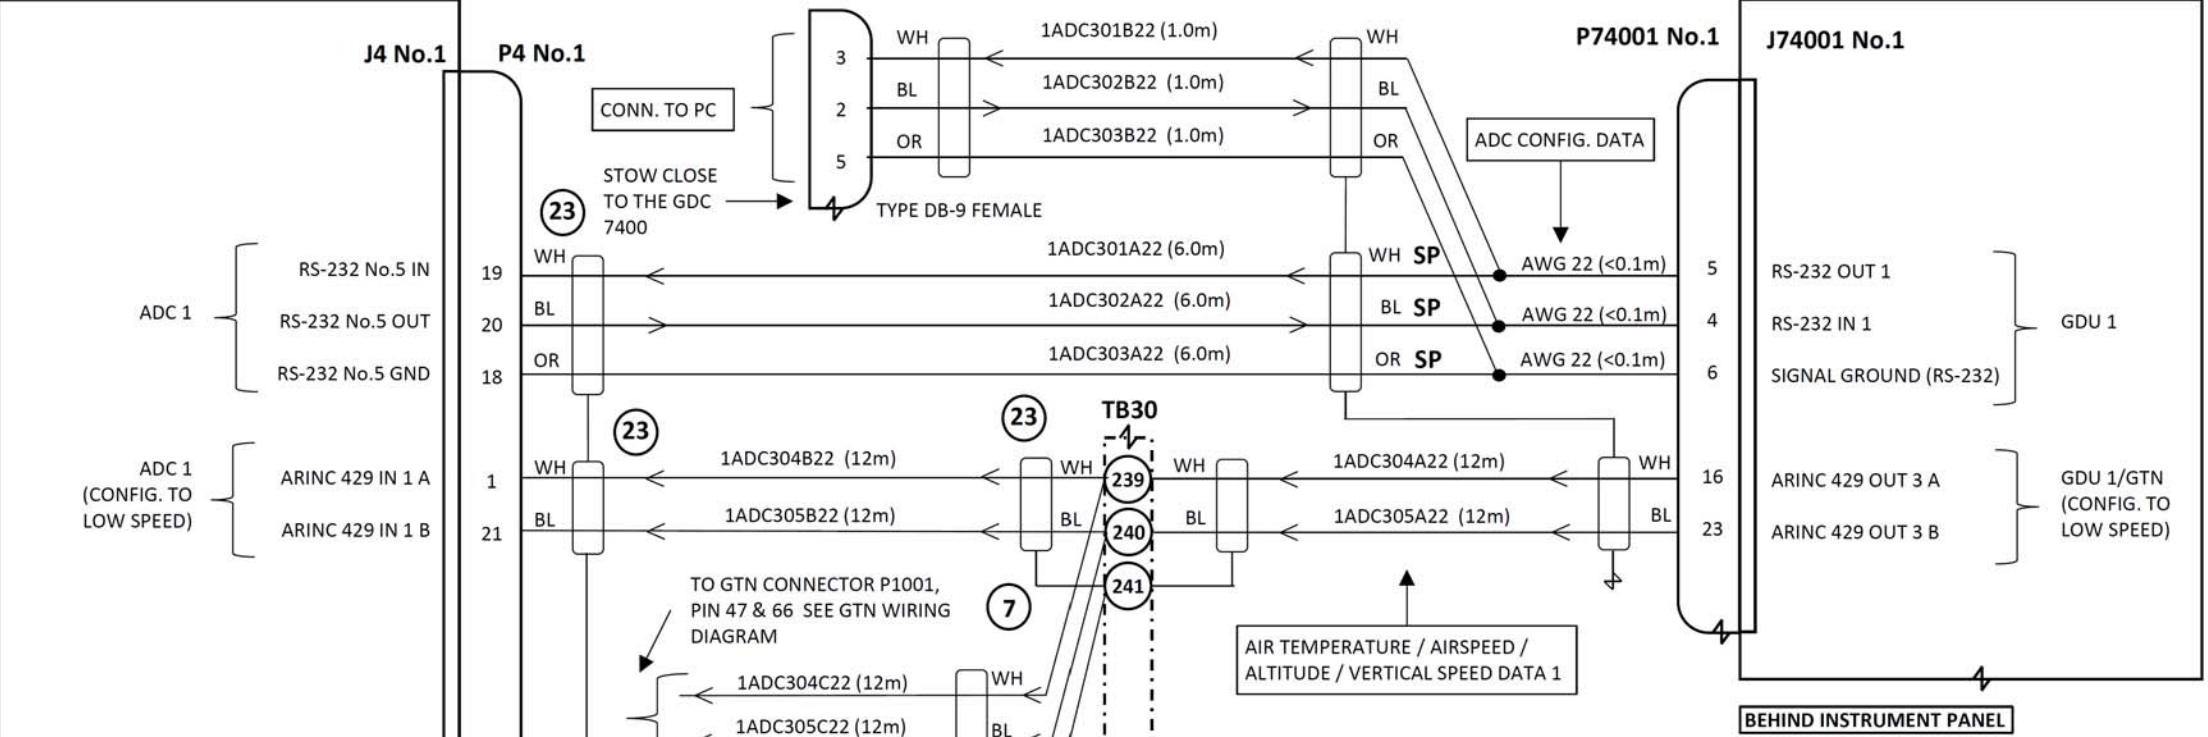 J4 No.1
P4 No.1
P74001 No.1
J74001 No.1
WH
1ADC301B22 (1.0m)
WH
3
BL
1ADC302B22 (1.0m)
BL
2
CONN. TO PC
OR
1ADC303B22 (1.0m)
OR
5
ADC CONFIG. DATA
STOW CLOSE
TO THE GDC
7400
23
TYPE DB-9 FEMALE
ADC 1
RS-232 No.5 IN
19
WH
1ADC301A22 (6.0m)
WH SP
AWG 22 (<0.1m)
5
RS-232 OUT 1
RS-232 No.5 OUT
20
BL
1ADC302A22 (6.0m)
BL SP
AWG 22 (<0.1m)
4
RS-232 IN 1
GDU 1
RS-232 No.5 GND
18
OR
1ADC303A22 (6.0m)
OR SP
AWG 22 (<0.1m)
6
SIGNAL GROUND (RS-232)
23
23
TB30
ADC 1
(CONFIG. TO
LOW SPEED)
ARINC 429 IN 1 A
1
WH
1ADC304B22 (12m)
WH
239
WH
1ADC304A22 (12m)
WH
16
ARINC 429 OUT 3 A
GDU 1/GTN
(CONFIG. TO
LOW SPEED)
ARINC 429 IN 1 B
21
BL
1ADC305B22 (12m)
BL
240
BL
1ADC305A22 (12m)
BL
23
ARINC 429 OUT 3 B
241
TO GTN CONNECTOR P1001,
PIN 47 & 66 SEE GTN WIRING
DIAGRAM
7
AIR TEMPERATURE / AIRSPEED /
ALTITUDE / VERTICAL SPEED DATA 1
1ADC304C22 (12m)
WH
1ADC305C22 (12m)
BL
BEHIND INSTRUMENT PANEL